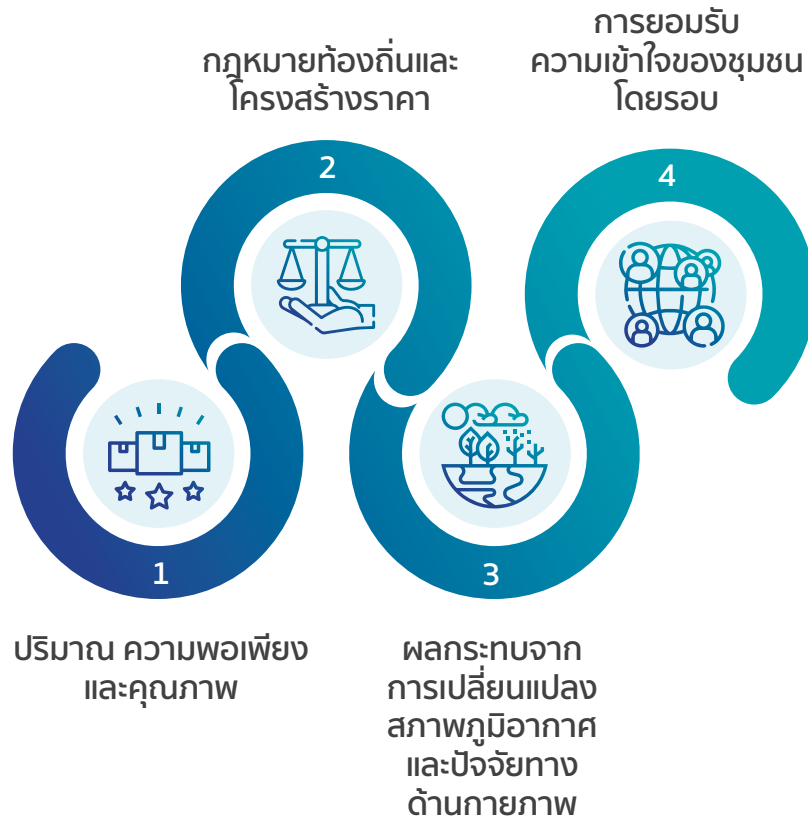 1
ปริมาณ ความพอเพียง
และคุณภาพ
กฎหมายท้องถิ่นและ
โครงสร้างราคา
2
3
ผลกระทบจาก
การเปลี่ยนแปลง
สภาพภูมิอากาศ
และปัจจัยทาง
ด้านกายภาพ
การยอมรับ
ความเข้าใจของชุมชน
โดยรอบ
4